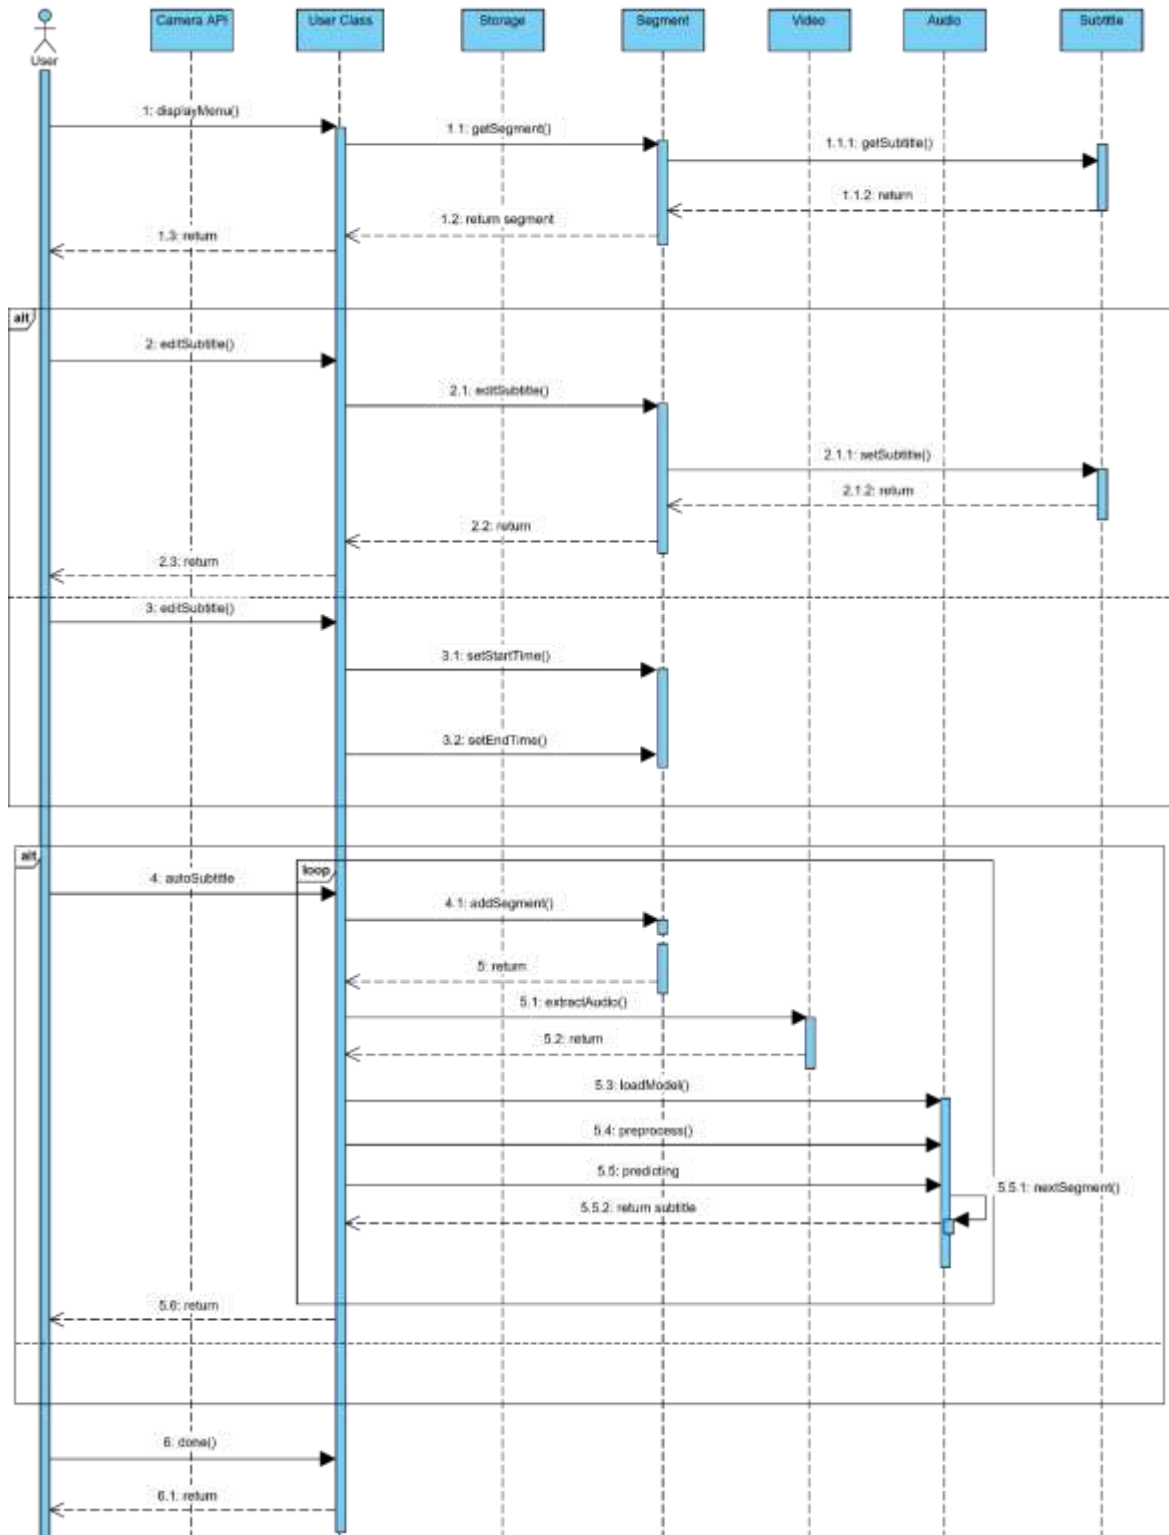 Camera API
User Class
Storage
Segment
Video
Audio
Subtitle
User
1: displayMenu()
1.1: getSegment()
1.1.1: getSubtitle()
1.1.2: return
1.2: return segment
1.3: return
alt
2: editSubtitle()
2.1: editSubtitle()
2.1.1: setSubtitle()
2.1.2: return
2.2: return
2.3: return
3: editSubtitle()
3.1: setStartTime()
3.2: setEndTime()
alt
loop
4: autoSubtitle
4.1: addSegment()
5: return
5.1: extractAudio()
5.2: return
5.3: loadModel()
5.4: preprocess()
5.5: predicting
5.5.1: nextSegment()
5.5.2: return subtitle
5.6: return
6: done()
6.1: return